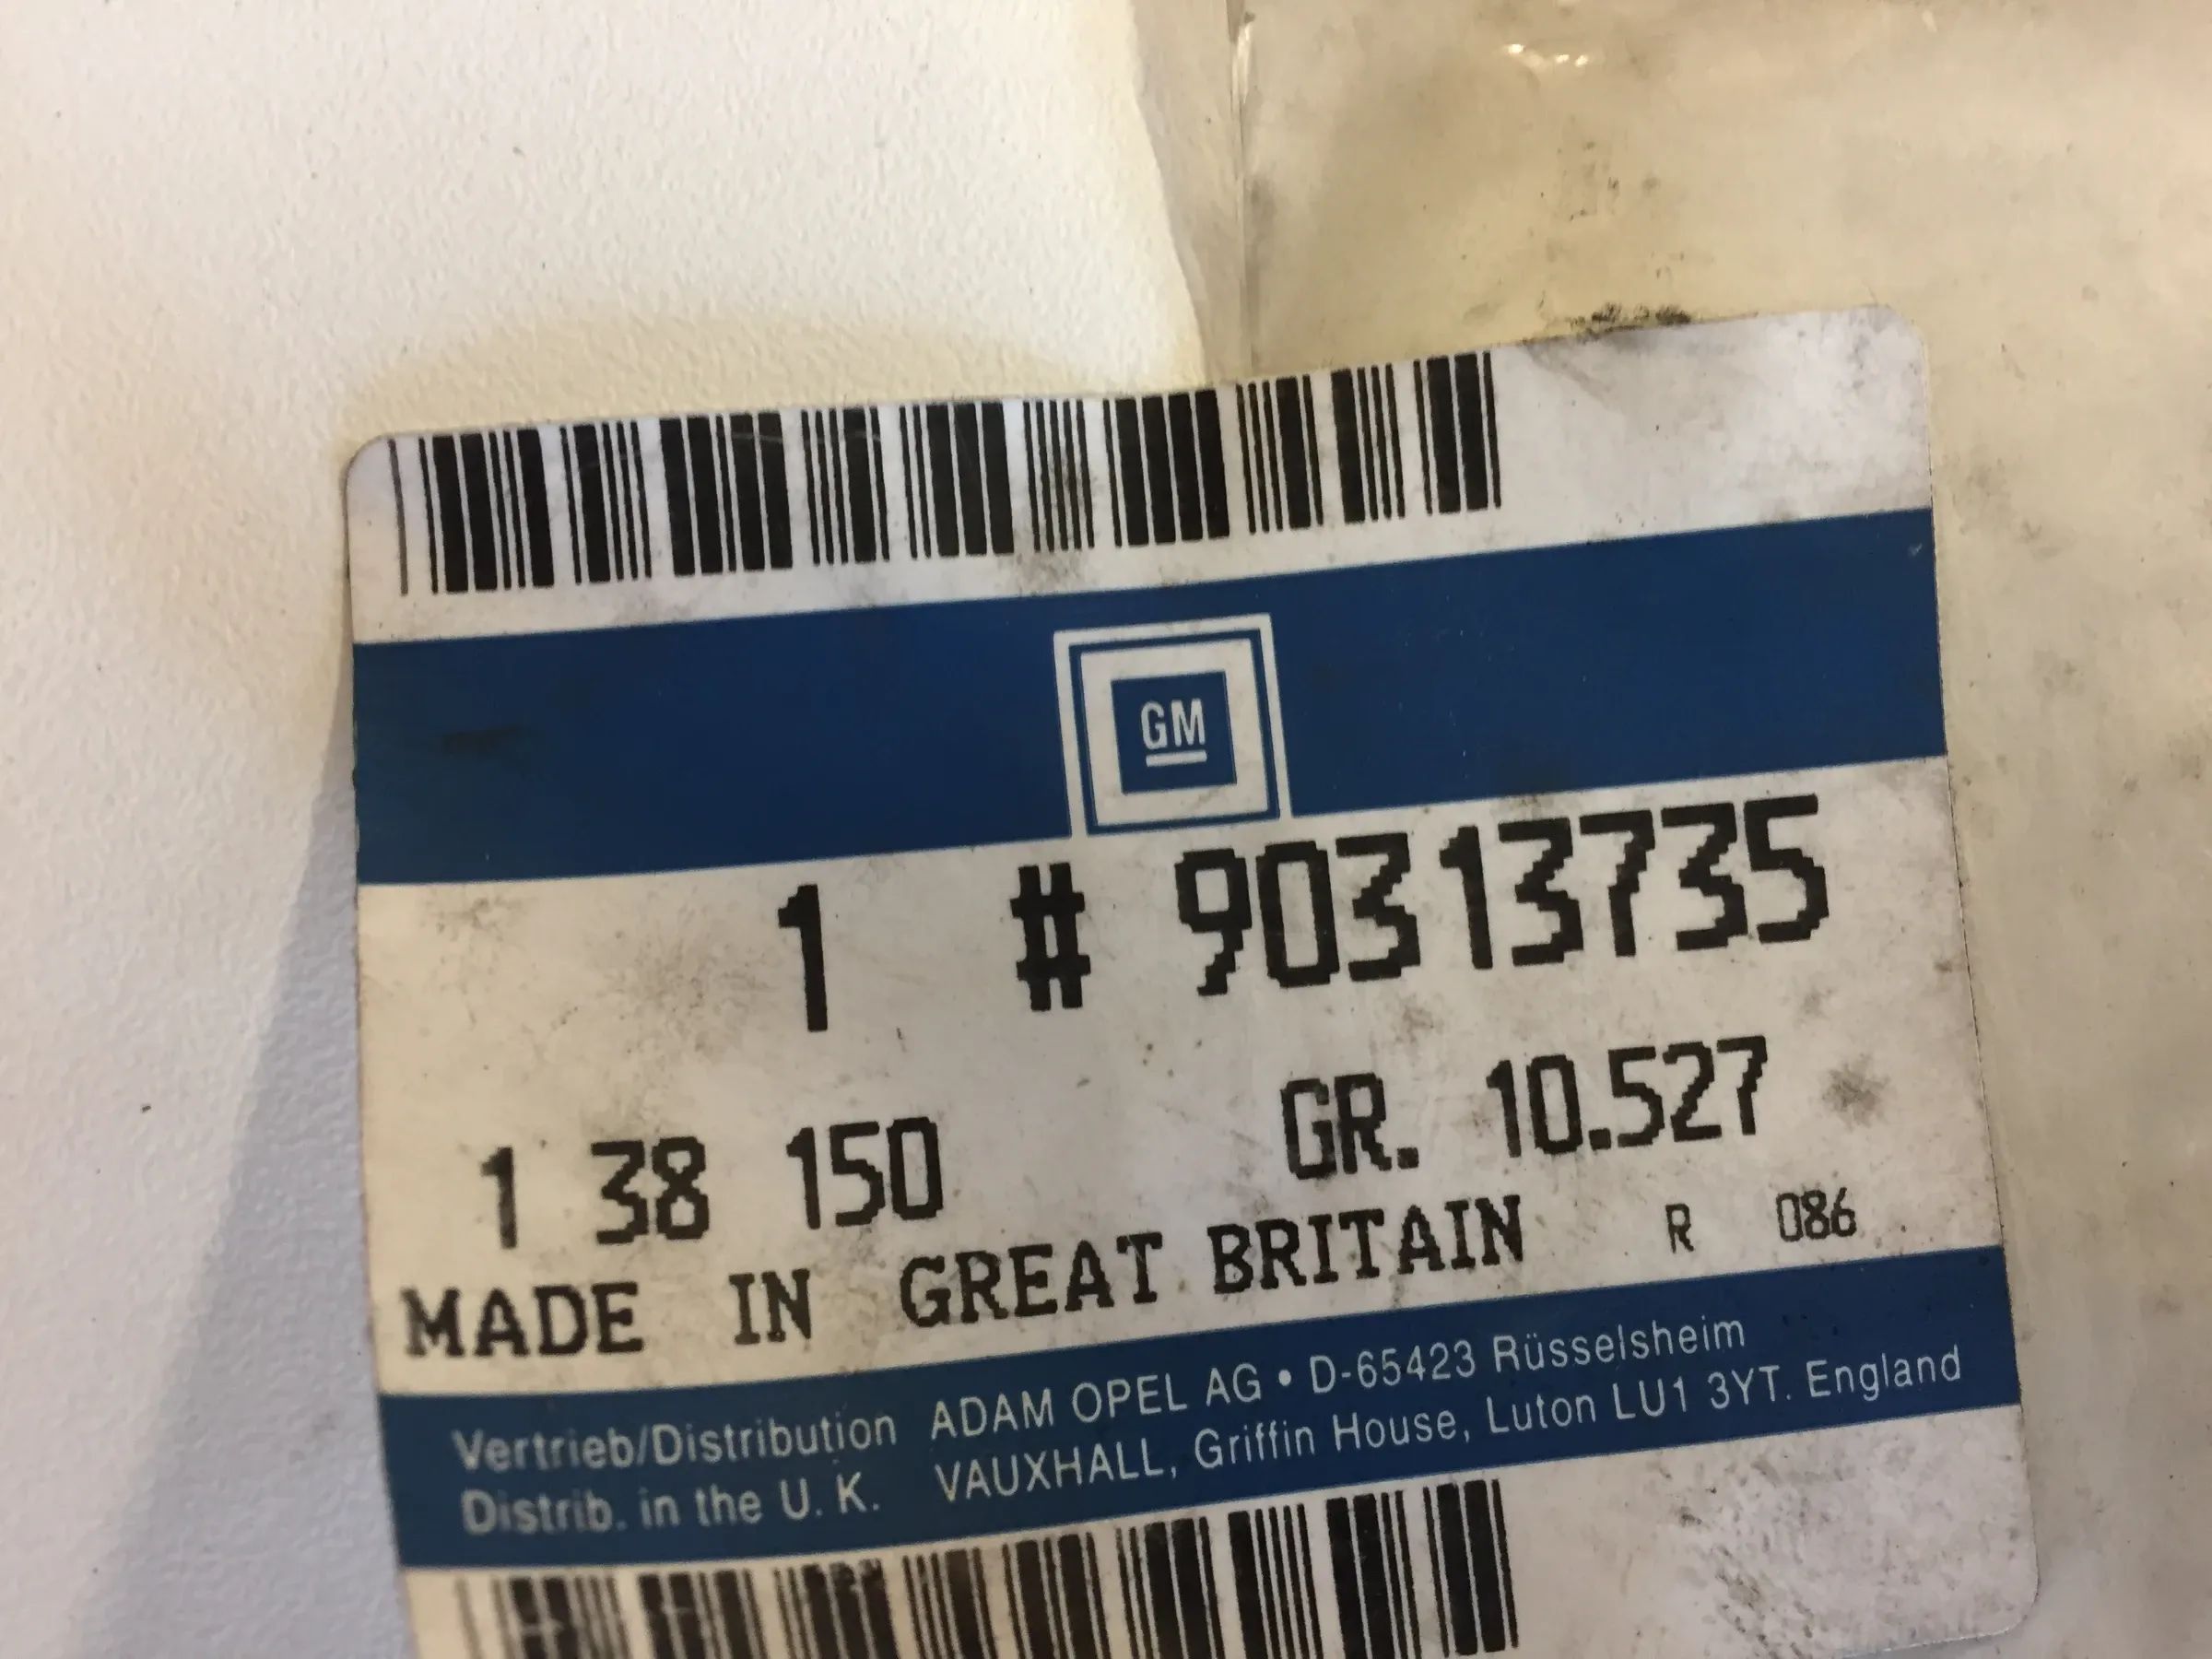 GM
1 # 90313735
1 38 150 GR. 10.527
MADE IN GREAT BRITAIN R 086
Vertrieb/Distribution ADAM OPEL AG • D-65423 Rüsselsheim
Distrib. in the U. K. VAUXHALL, Griffin House, Luton LU1 3YT. England